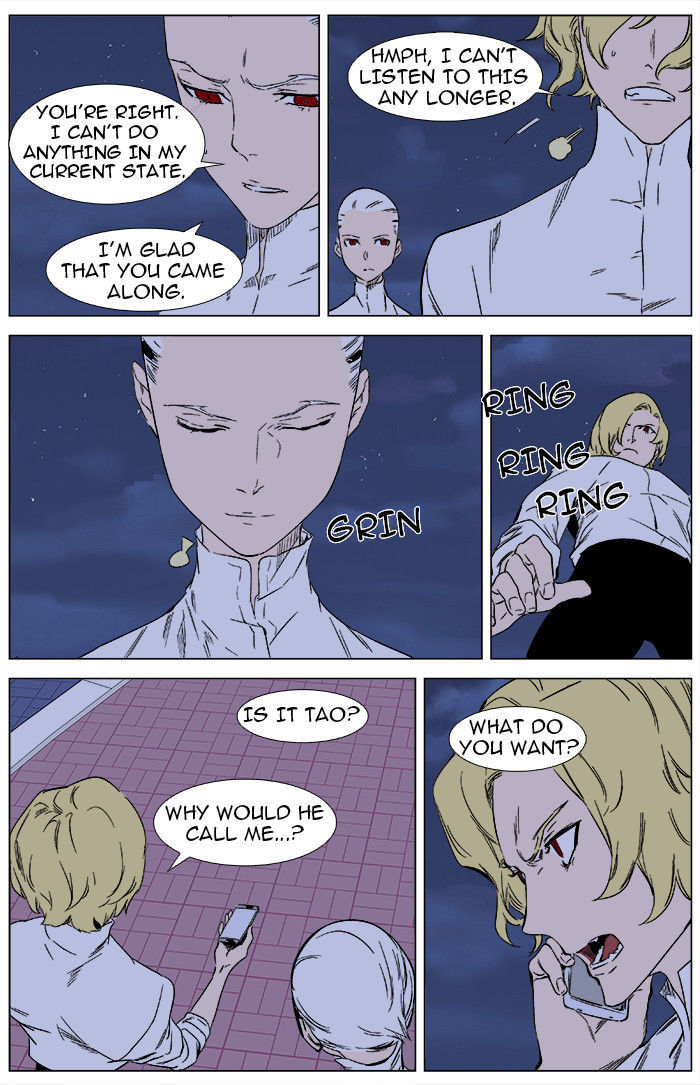 YOU'RE RIGHT.
I CAN'T DO
ANYTHING IN MY
CURRENT STATE.
I'M GLAD
THAT YOU CAME
ALONG.
HMPH, I CAN'T
LISTEN TO THIS
ANY LONGER.
GRIN
RING
RING
RING
IS IT TAO?
WHY WOULD HE
CALL ME...?
WHAT DO
YOU WANT?